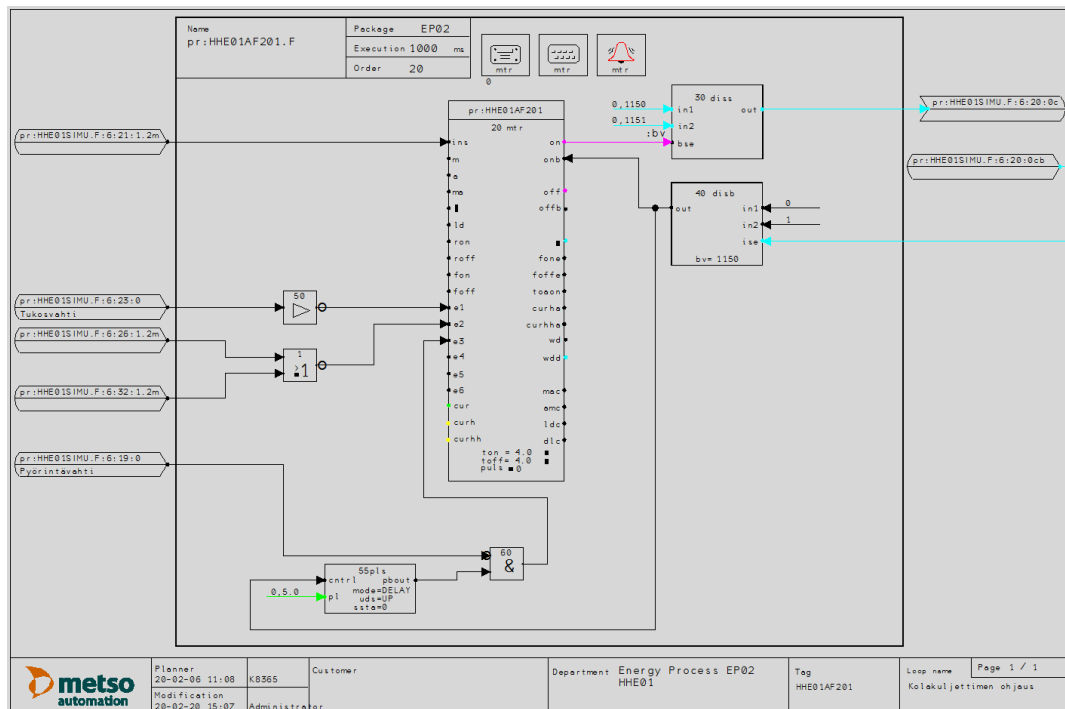 Name
pr:HHE01AF201.F
Package EP02
Execution 1000 ms
Order 20
mtr
mtr
mtr
0
pr:HHE01AF201
20 mtr
ins
m
a
ma
ld
ron
roff
fon
foff
e1
e2
e3
e4
e5
e6
cur
curh
curhh
on
onb
off
offb
fone
foffe
toaon
curha
curhha
wd
wdd
mac
amc
ldc
dlc
ton = 4.0
toff= 4.0
puls 0
30 diss
0,1150
in1
out
0,1151
in2
:bv
bse
pr:HHE01SIMU.F:6:20:0c
pr:HHE01SIMU.F:6:20:0cb
40 disb
out
in1
0
in2
1
ise
bv= 1150
pr:HHE01SIMU.F:6:21:1.2m
pr:HHE01SIMU.F:6:23:0
Tukosvahti
pr:HHE01SIMU.F:6:26:1.2m
pr:HHE01SIMU.F:6:32:1.2m
pr:HHE01SIMU.F:6:19:0
Pyörintävahti
50
1
1
60
&
55pls
cntrl
pbout
mode=DELAY
0,5.0
pl
uds=UP
ssta=0
metso
automation
Planner
20-02-06 11:08
K8365
Modification
20-02-20 15:07
Administrator
Customer
Department Energy Process EP02
HHE01
Tag
HHE01AF201
Loop name
Page 1 / 1
Kolakuljettimen ohjaus